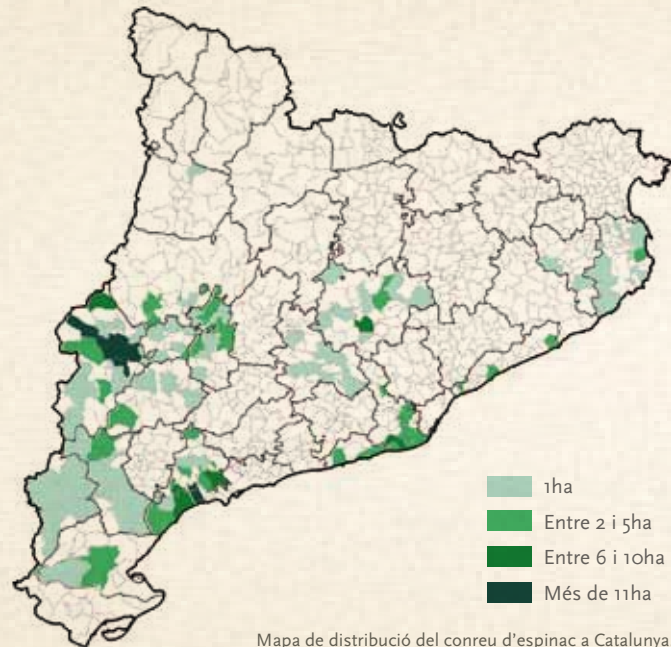 1ha
Entre 2 i 5ha
Entre 6 i 10ha
Més de 11ha
Mapa de distribució del conreu d'espinac a Catalunya